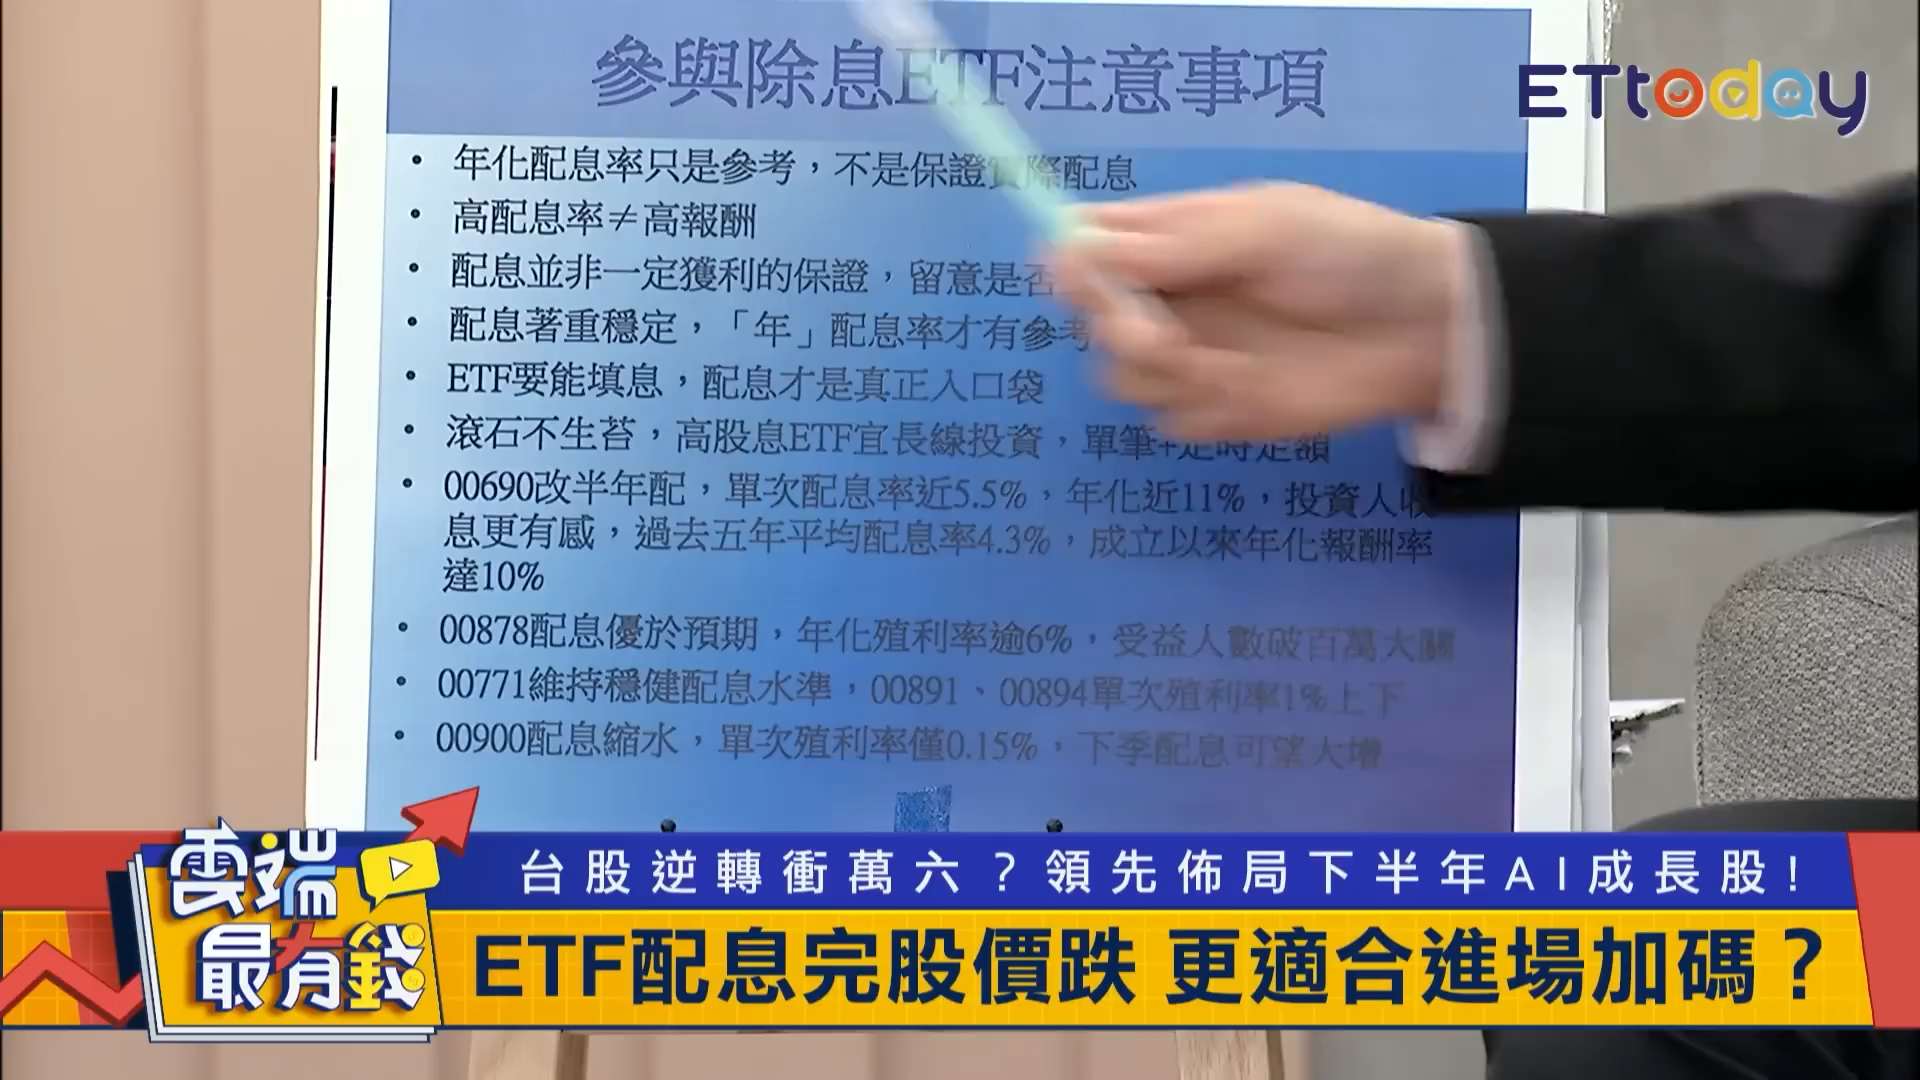 參與除息ETF注意事項
ETtoday
• 年化配息率只是參考，不是保證實際配息
• 高配息率≠高報酬
• 配息並非一定獲利的保證，留意是否
• 配息著重穩定，「年」配息率才有參考
• ETF要能填息，配息才是真正入口袋
• 滾石不生苔，高股息ETF宜長線投資，單筆+定時定額
• 00690改半年配，單次配息率近5.5%，年化近11%，投資人收
息更有感，過去五年平均配息率4.3%，成立以來年化報酬率
達10%
• 00878配息優於預期，年化殖利率逾6%，受益人數破百萬大關
• 00771維持穩健配息水準，00891、00894單次殖利率1%上下
• 00900配息縮水，單次殖利率僅0.15%，下季配息可望大增
雲端
最有錢
台股逆轉衝萬六？領先佈局下半年AI成長股！
ETF配息完股價跌 更適合進場加碼？